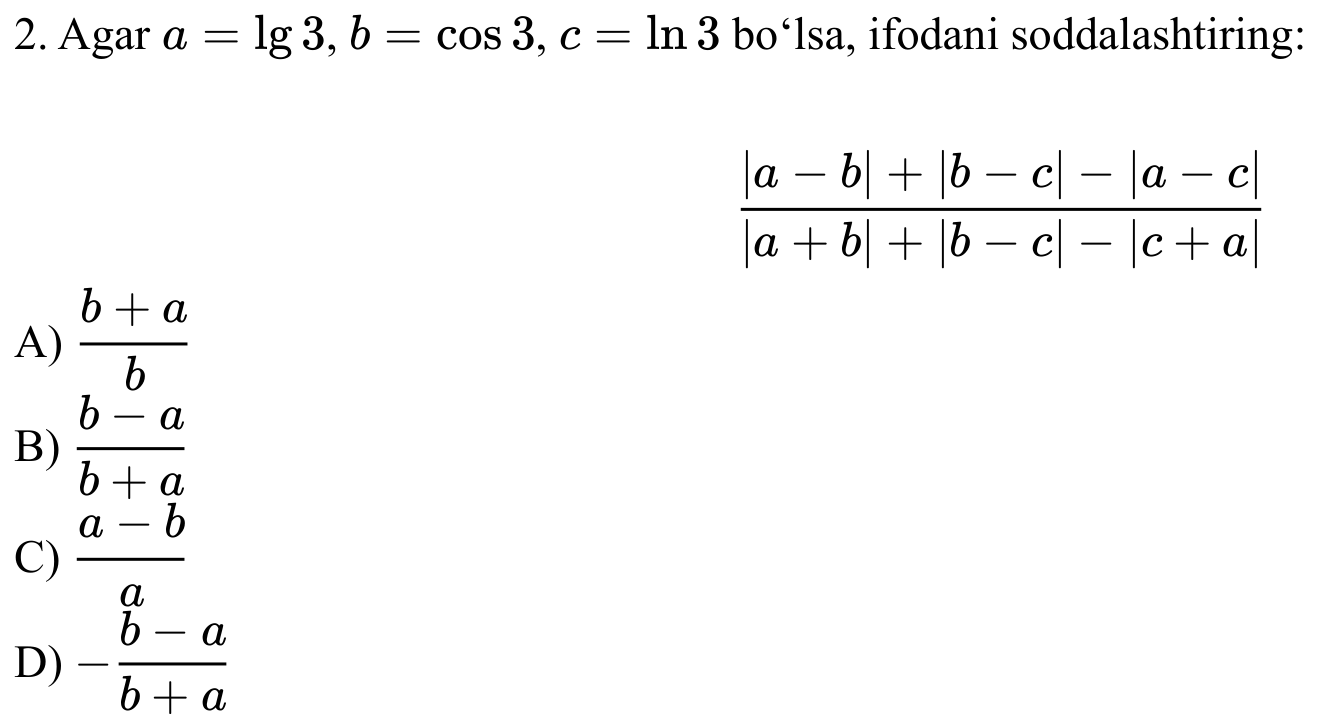 2. Agar a = lg 3, b = cos 3, c = ln 3 bo‘lsa, ifodani soddalashtiring:
|a − b| + |b − c| − |a − c|
|a + b| + |b − c| − |c + a|
A) b + a
b
B) b − a
b + a
C) a − b
a
D) − b − a
b + a